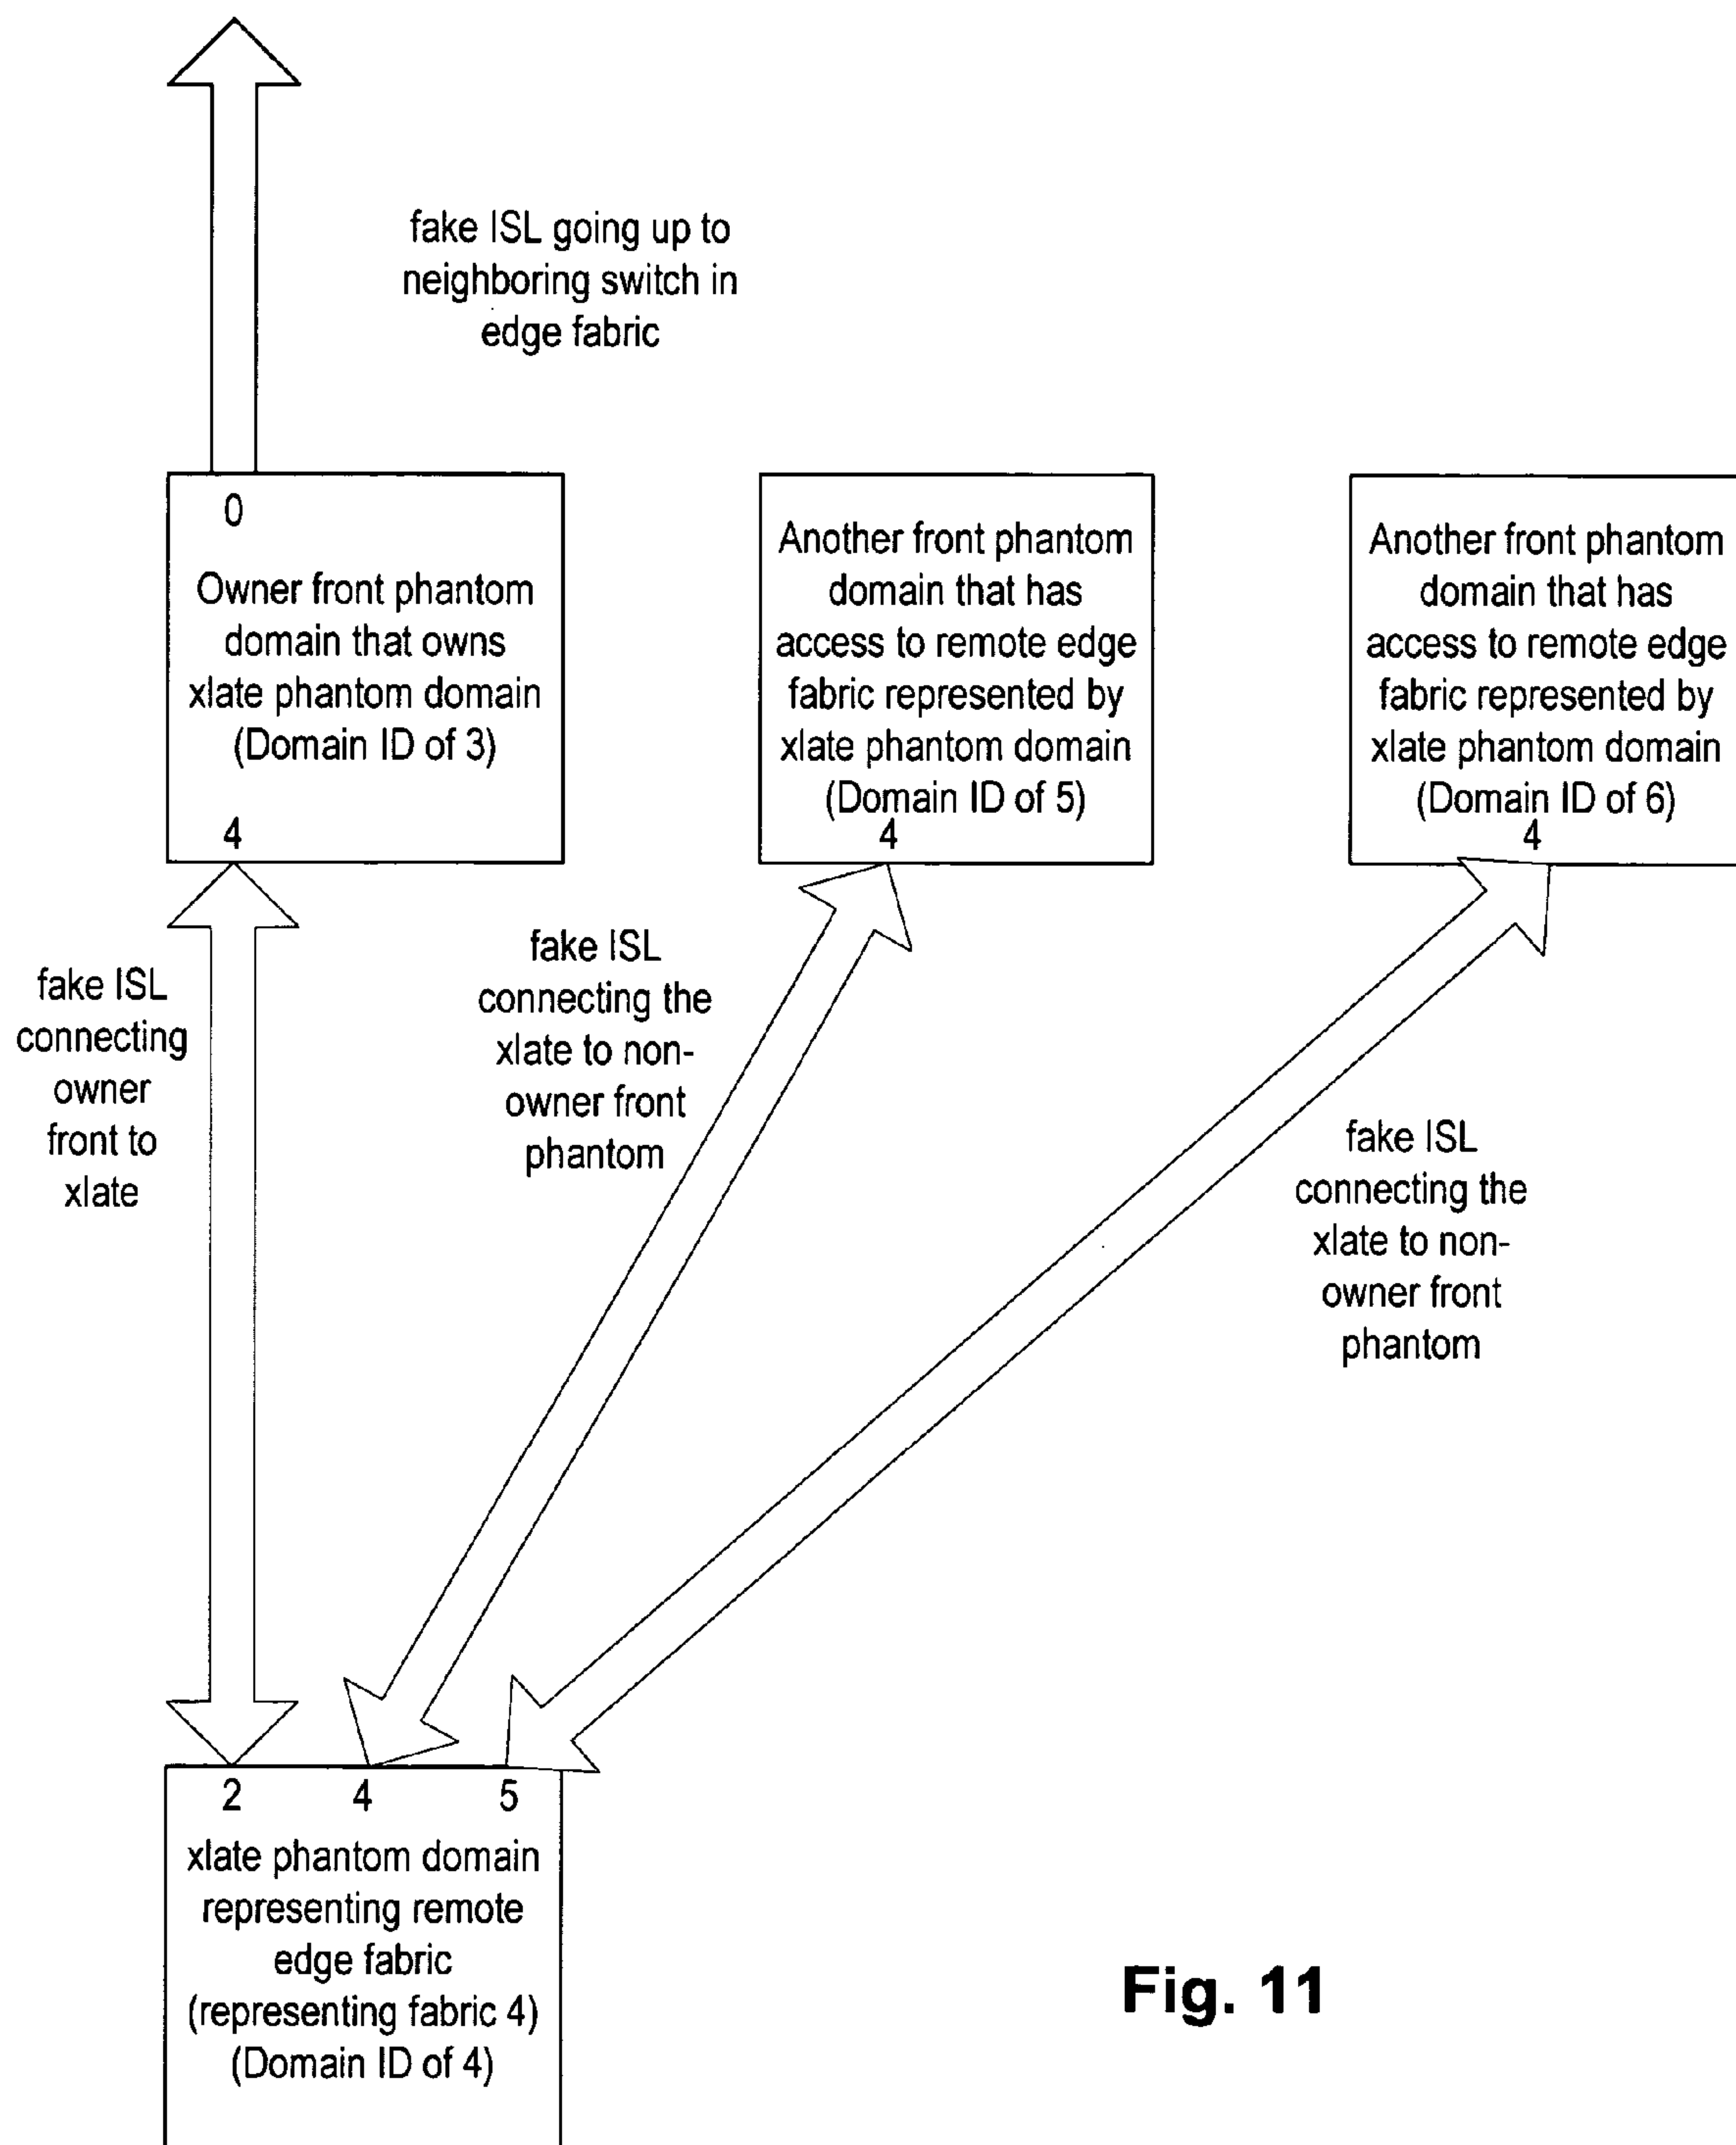 fake ISL going up to
neighboring switch in
edge fabric
0
Owner front phantom
domain that owns
xlate phantom domain
(Domain ID of 3)
4
Another front phantom
domain that has
access to remote edge
fabric represented by
xlate phantom domain
(Domain ID of 5)
4
Another front phantom
domain that has
access to remote edge
fabric represented by
xlate phantom domain
(Domain ID of 6)
4
fake ISL
connecting
owner
front to
xlate
fake ISL
connecting the
xlate to non-
owner front
phantom
fake ISL
connecting the
xlate to non-
owner front
phantom
2 4 5
xlate phantom domain
representing remote
edge fabric
(representing fabric 4)
(Domain ID of 4)
Fig. 11